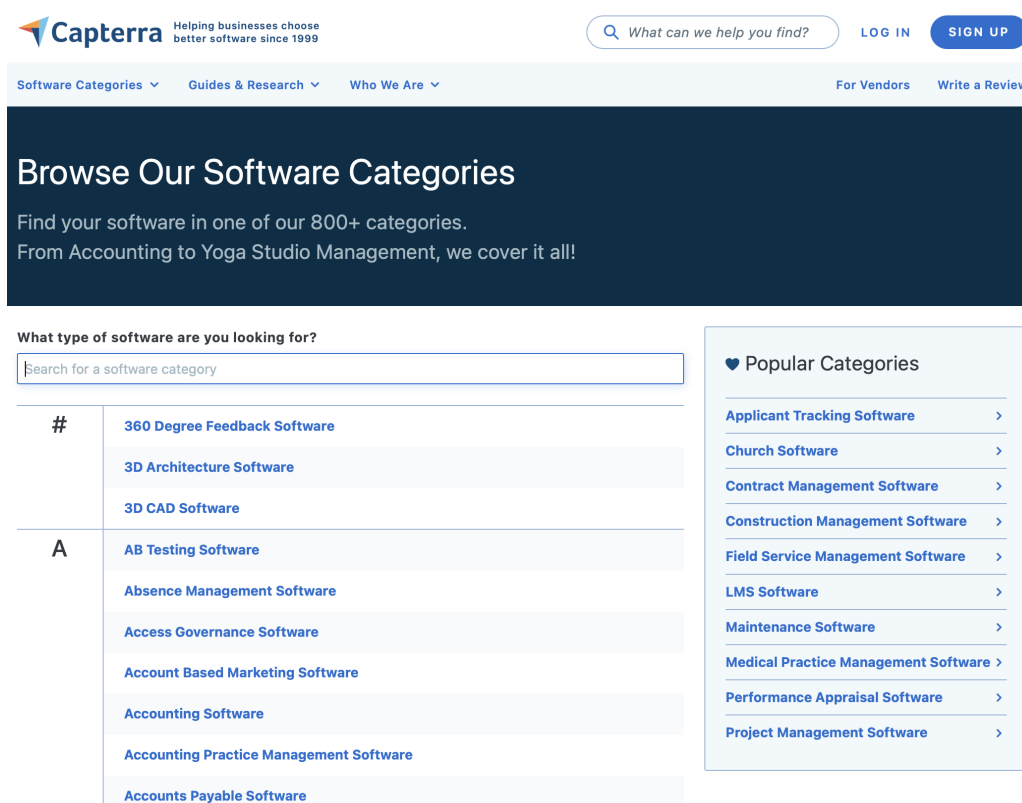 Capterra
Helping businesses choose
better software since 1999
What can we help you find?
LOG IN
SIGN UP
Software Categories
Guides & Research
Who We Are
For Vendors
Write a Review
Browse Our Software Categories
Find your software in one of our 800+ categories.
From Accounting to Yoga Studio Management, we cover it all!
What type of software are you looking for?
Search for a software category
#
360 Degree Feedback Software
3D Architecture Software
3D CAD Software
A
AB Testing Software
Absence Management Software
Access Governance Software
Account Based Marketing Software
Accounting Software
Accounting Practice Management Software
Accounts Payable Software
Popular Categories
Applicant Tracking Software
Church Software
Contract Management Software
Construction Management Software
Field Service Management Software
LMS Software
Maintenance Software
Medical Practice Management Software
Performance Appraisal Software
Project Management Software